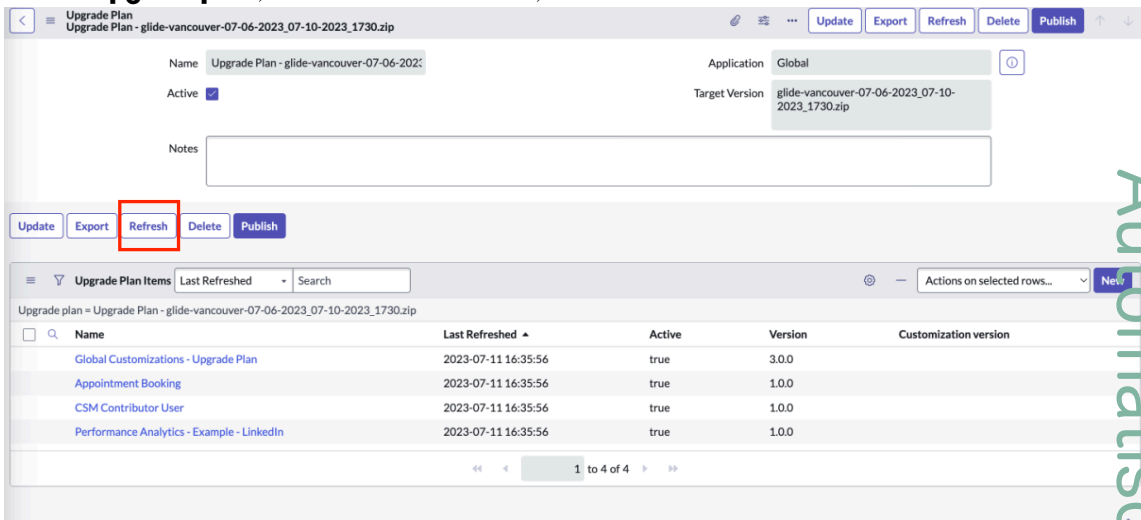 Upgrade Plan
Upgrade Plan - glide-vancouver-07-06-2023_07-10-2023_1730.zip
Update Export Refresh Delete Publish
Name Upgrade Plan - glide-vancouver-07-06-202
Application Global
Active
Target Version glide-vancouver-07-06-2023_07-10-
2023_1730.zip
Notes
Update Export Refresh Delete Publish
Upgrade Plan Items Last Refreshed Search Actions on selected rows... New
Upgrade plan = Upgrade Plan - glide-vancouver-07-06-2023_07-10-2023_1730.zip
Name Last Refreshed Active Version Customization version
Global Customizations - Upgrade Plan 2023-07-11 16:35:56 true 3.0.0
Appointment Booking 2023-07-11 16:35:56 true 1.0.0
CSM Contributor User 2023-07-11 16:35:56 true 1.0.0
Performance Analytics - Example - LinkedIn 2023-07-11 16:35:56 true 1.0.0
1 to 4 of 4